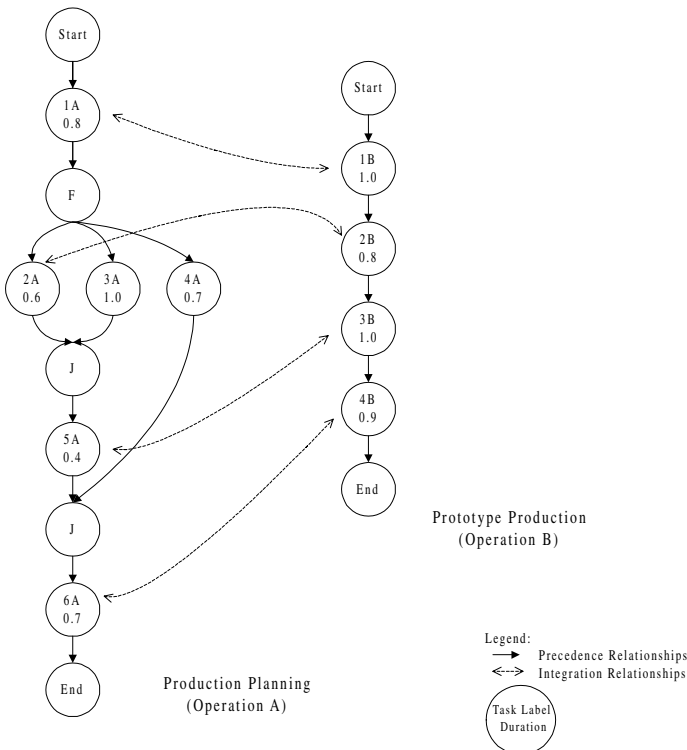 Start
1A
0.8
F
2A
0.6
3A
1.0
4A
0.7
J
5A
0.4
J
6A
0.7
End
Production Planning
(Operation A)
Start
1B
1.0
2B
0.8
3B
1.0
4B
0.9
End
Prototype Production
(Operation B)
Legend:
Precedence Relationships
Integration Relationships
Task Label
Duration